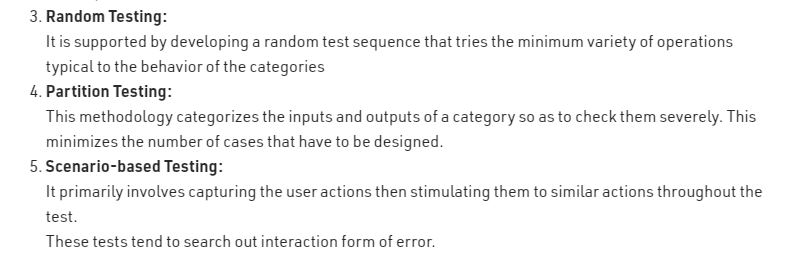 3. Random Testing:
It is supported by developing a random test sequence that tries the minimum variety of operations
typical to the behavior of the categories
4. Partition Testing:
This methodology categorizes the inputs and outputs of a category so as to check them severely. This
minimizes the number of cases that have to be designed.
5. Scenario-based Testing:
It primarily involves capturing the user actions then stimulating them to similar actions throughout the
test.
These tests tend to search out interaction form of error.